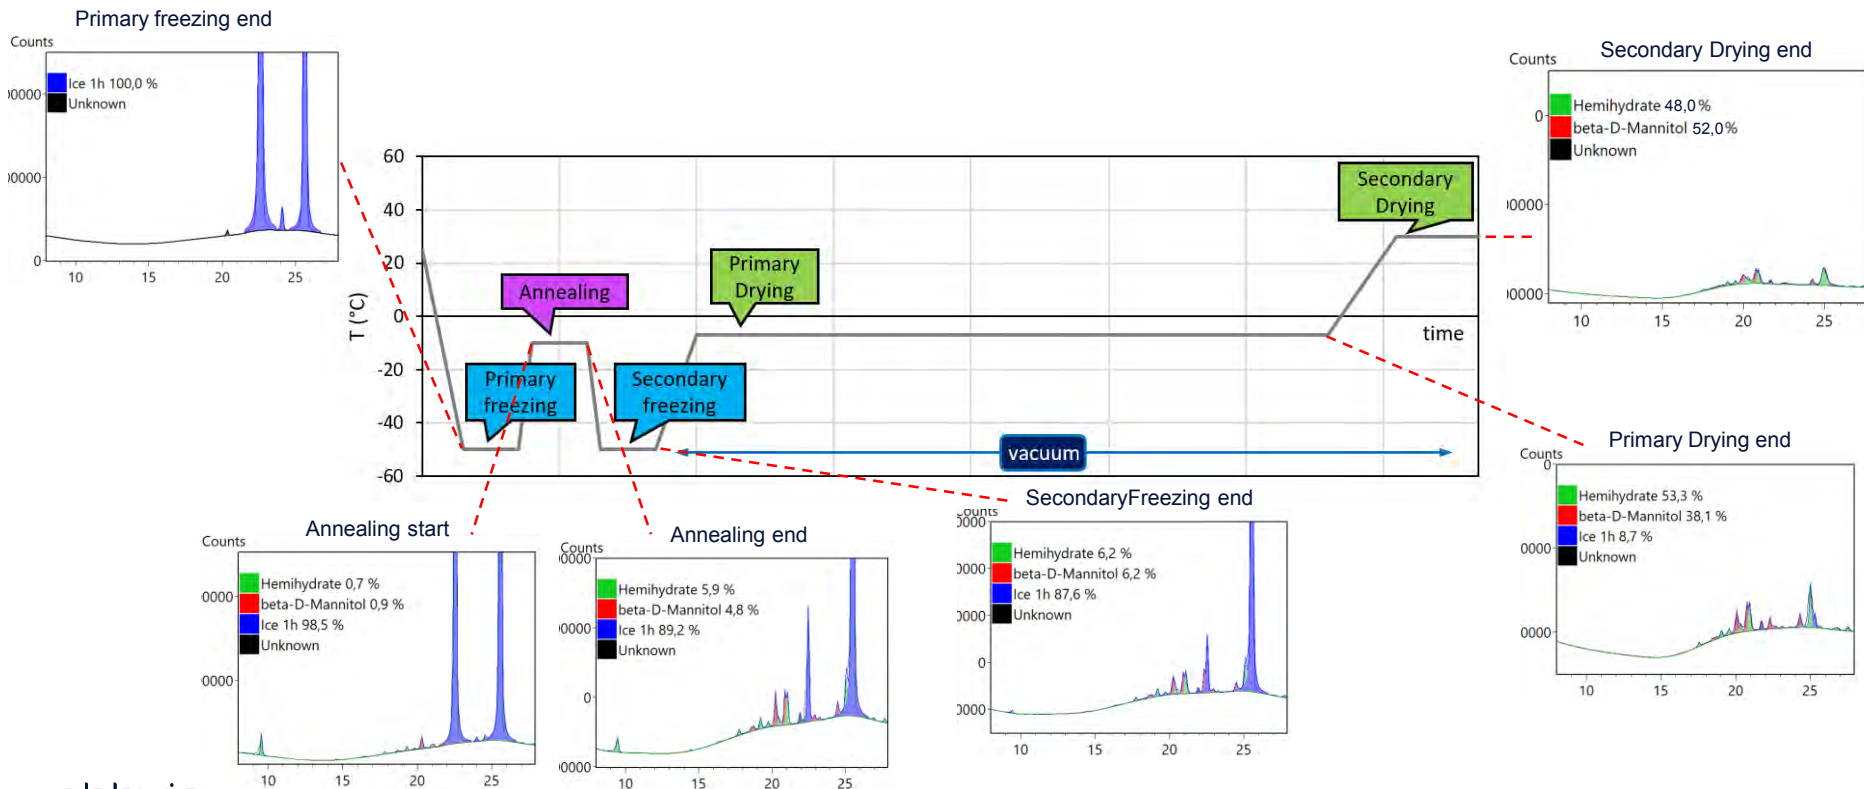 Primary freezing end
Counts
Ice 1h 100,0 %
Unknown
0
10 15 20 25
Secondary Drying end
Counts
Hemihydrate 48,0%
beta-D-Mannitol 52,0%
Unknown
0
10 15 20 25
T (°C)
60
40
20
0
-20
-40
-60
Primary freezing
Annealing
Secondary freezing
Primary Drying
Secondary Drying
time
vacuum
Annealing start
Counts
Hemihydrate 0,7 %
beta-D-Mannitol 0,9 %
Ice 1h 98,5 %
Unknown
10 15 20 25
Annealing end
Counts
Hemihydrate 5,9 %
beta-D-Mannitol 4,8 %
Ice 1h 89,2 %
Unknown
0
10 15 20 25
SecondaryFreezing end
Counts
Hemihydrate 6,2 %
beta-D-Mannitol 6,2 %
Ice 1h 87,6 %
Unknown
0
10 15 20 25
Primary Drying end
Counts
0
Hemihydrate 53,3 %
beta-D-Mannitol 38,1 %
Ice 1h 8,7 %
Unknown
10 15 20 25